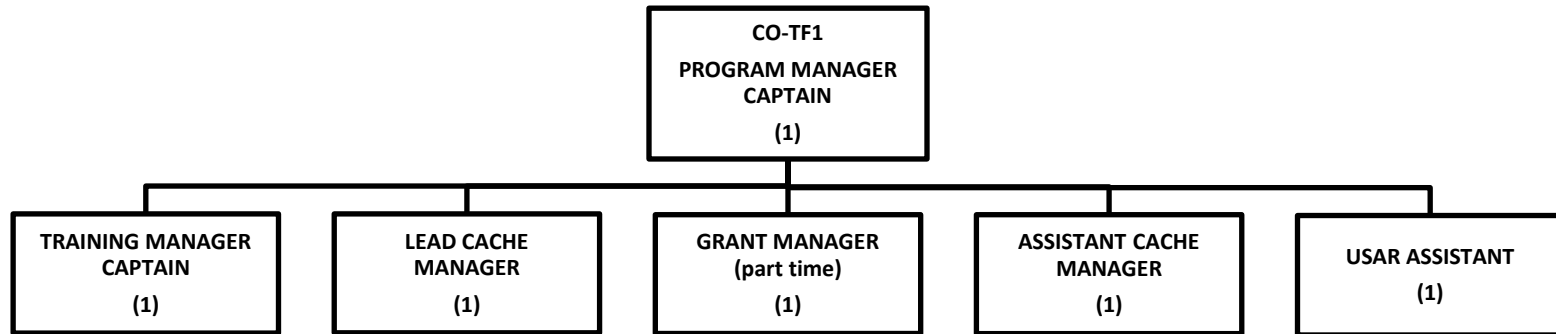 CO-TF1
PROGRAM MANAGER
CAPTAIN
(1)
TRAINING MANAGER
CAPTAIN
(1)
LEAD CACHE
MANAGER
(1)
GRANT MANAGER
(part time)
(1)
ASSISTANT CACHE
MANAGER
(1)
USAR ASSISTANT
(1)